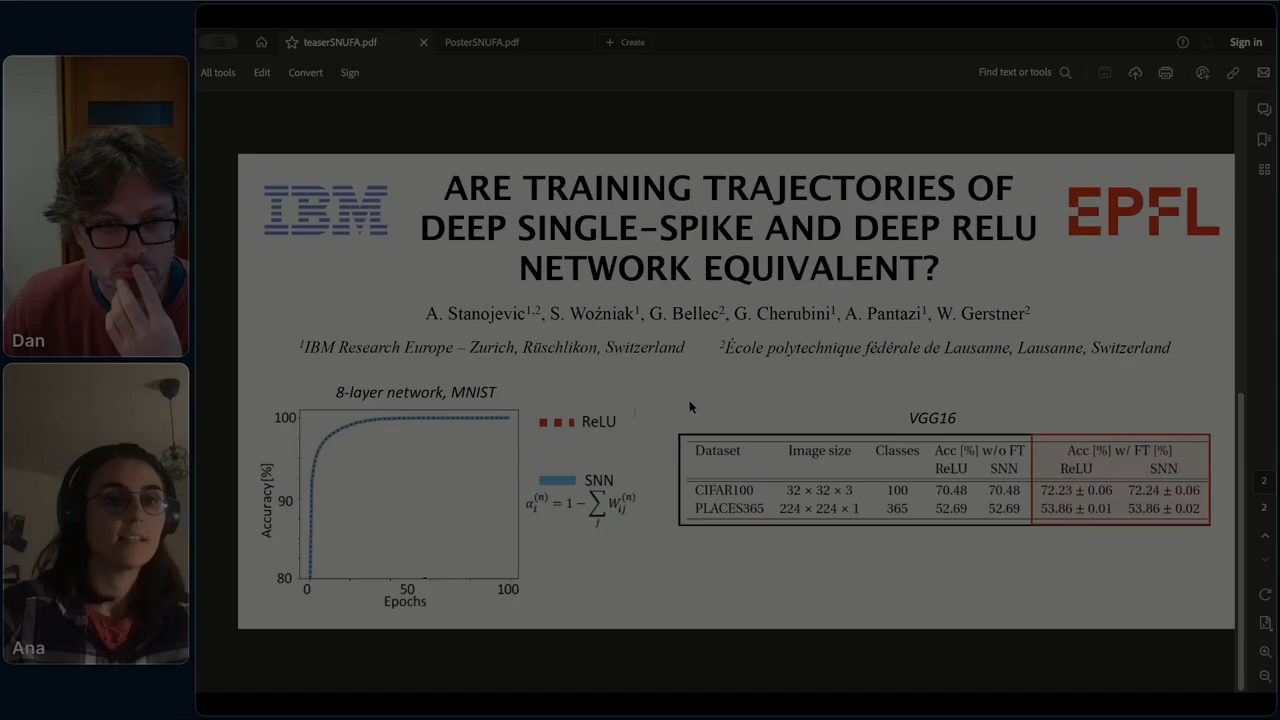 teaserSNUFA.pdf
PosterSNUFA.pdf
Create
Sign in
All tools
Edit
Convert
Sign
Find text or tools
IBM
ARE TRAINING TRAJECTORIES OF
DEEP SINGLE-SPIKE AND DEEP RELU
NETWORK EQUIVALENT?
EPFL
A. Stanojevic¹,², S. Woźniak¹, G. Bellec², G. Cherubini¹, A. Pantazi¹, W. Gerstner²
¹IBM Research Europe – Zurich, Rüschlikon, Switzerland
²École polytechnique fédérale de Lausanne, Lausanne, Switzerland
8-layer network, MNIST
100
90
80
Accuracy[%]
0 50 100
Epochs
ReLU
SNN
α_i^(n) = 1 − ∑_j W_ij^(n)
VGG16
Dataset Image size Classes Acc [%] w/o FT Acc [%] w/ FT [%]
ReLU SNN ReLU SNN
CIFAR100 32 × 32 × 3 100 70.48 70.48 72.23 ± 0.06 72.24 ± 0.06
PLACES365 224 × 224 × 1 365 52.69 52.69 53.86 ± 0.01 53.86 ± 0.02
2
2
Dan
Ana